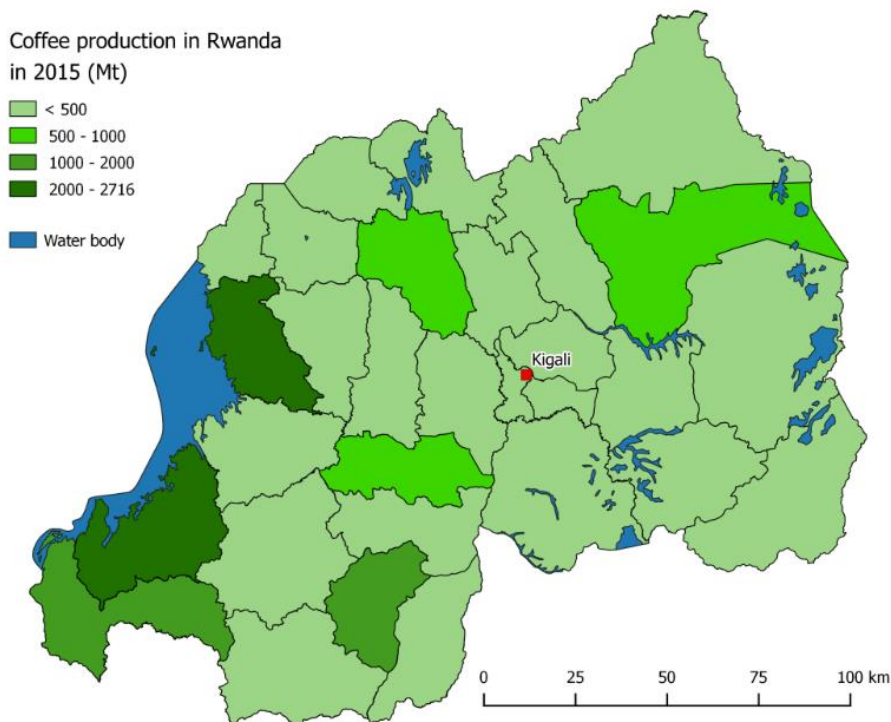 Coffee production in Rwanda
in 2015 (Mt)
< 500
500 - 1000
1000 - 2000
2000 - 2716
Water body
Kigali
0 25 50 75 100 km